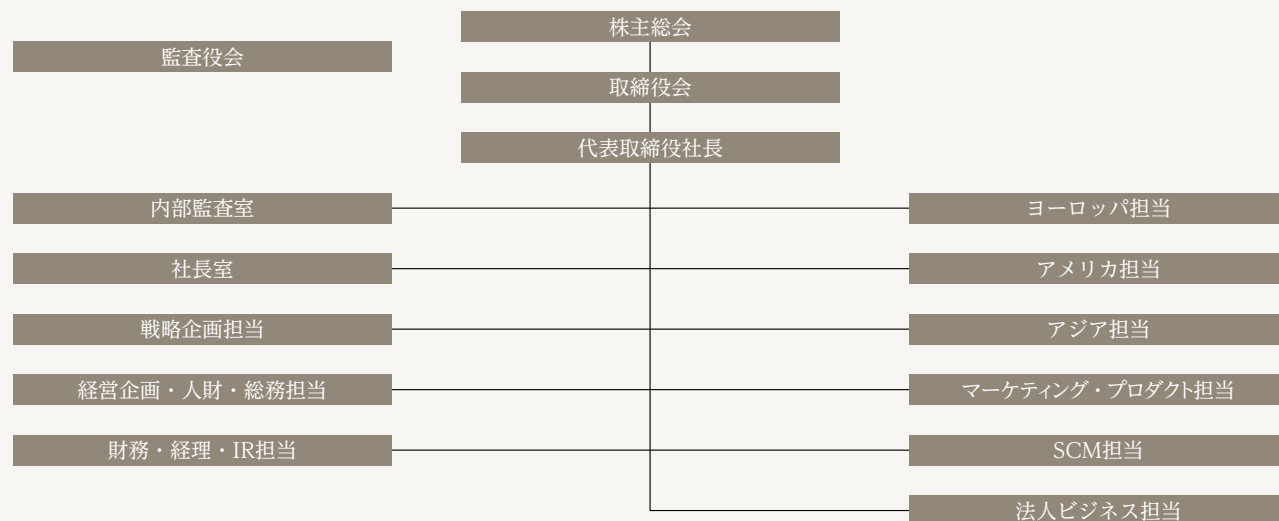 株主総会
監査役会
取締役会
代表取締役社長
内部監査室
ヨーロッパ担当
社長室
アメリカ担当
戦略企画担当
アジア担当
経営企画・人財・総務担当
マーケティング・プロダクト担当
財務・経理・IR担当
SCM担当
法人ビジネス担当